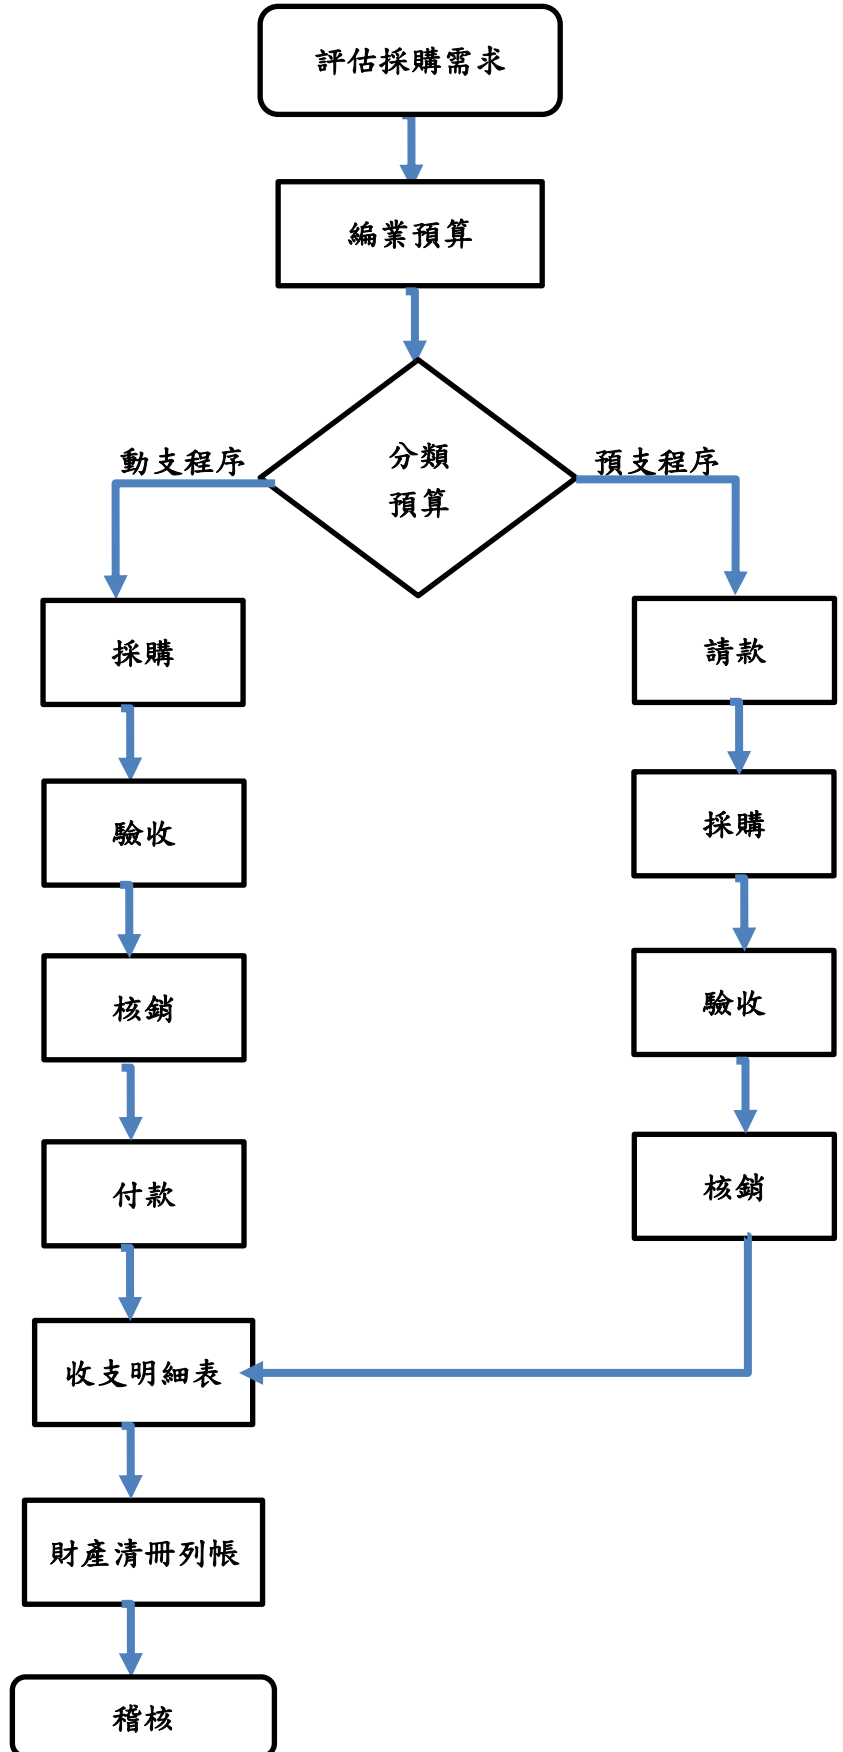 評估採購需求
編業預算
分類
預算
動支程序
預支程序
採購
驗收
核銷
付款
請款
採購
驗收
核銷
收支明細表
財產清冊列帳
稽核